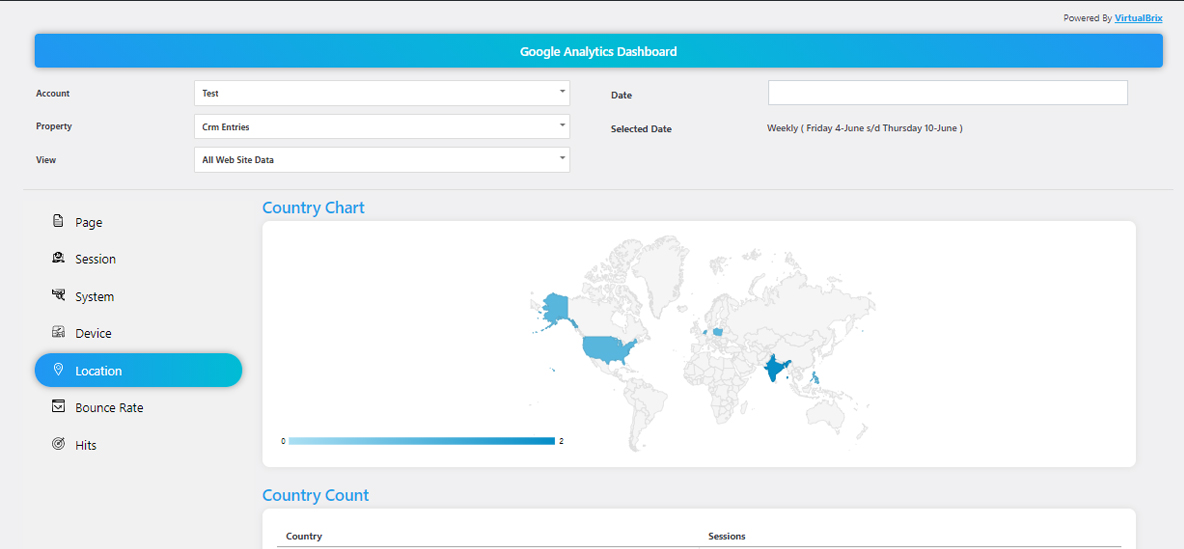 Powered By VirtualBrix
Google Analytics Dashboard
Account
Test
Date
Property
Crm Entries
Selected Date
Weekly ( Friday 4-June s/d Thursday 10-June )
View
All Web Site Data
Page
Session
System
Device
Location
Bounce Rate
Hits
Country Chart
0
2
Country Count
Country
Sessions